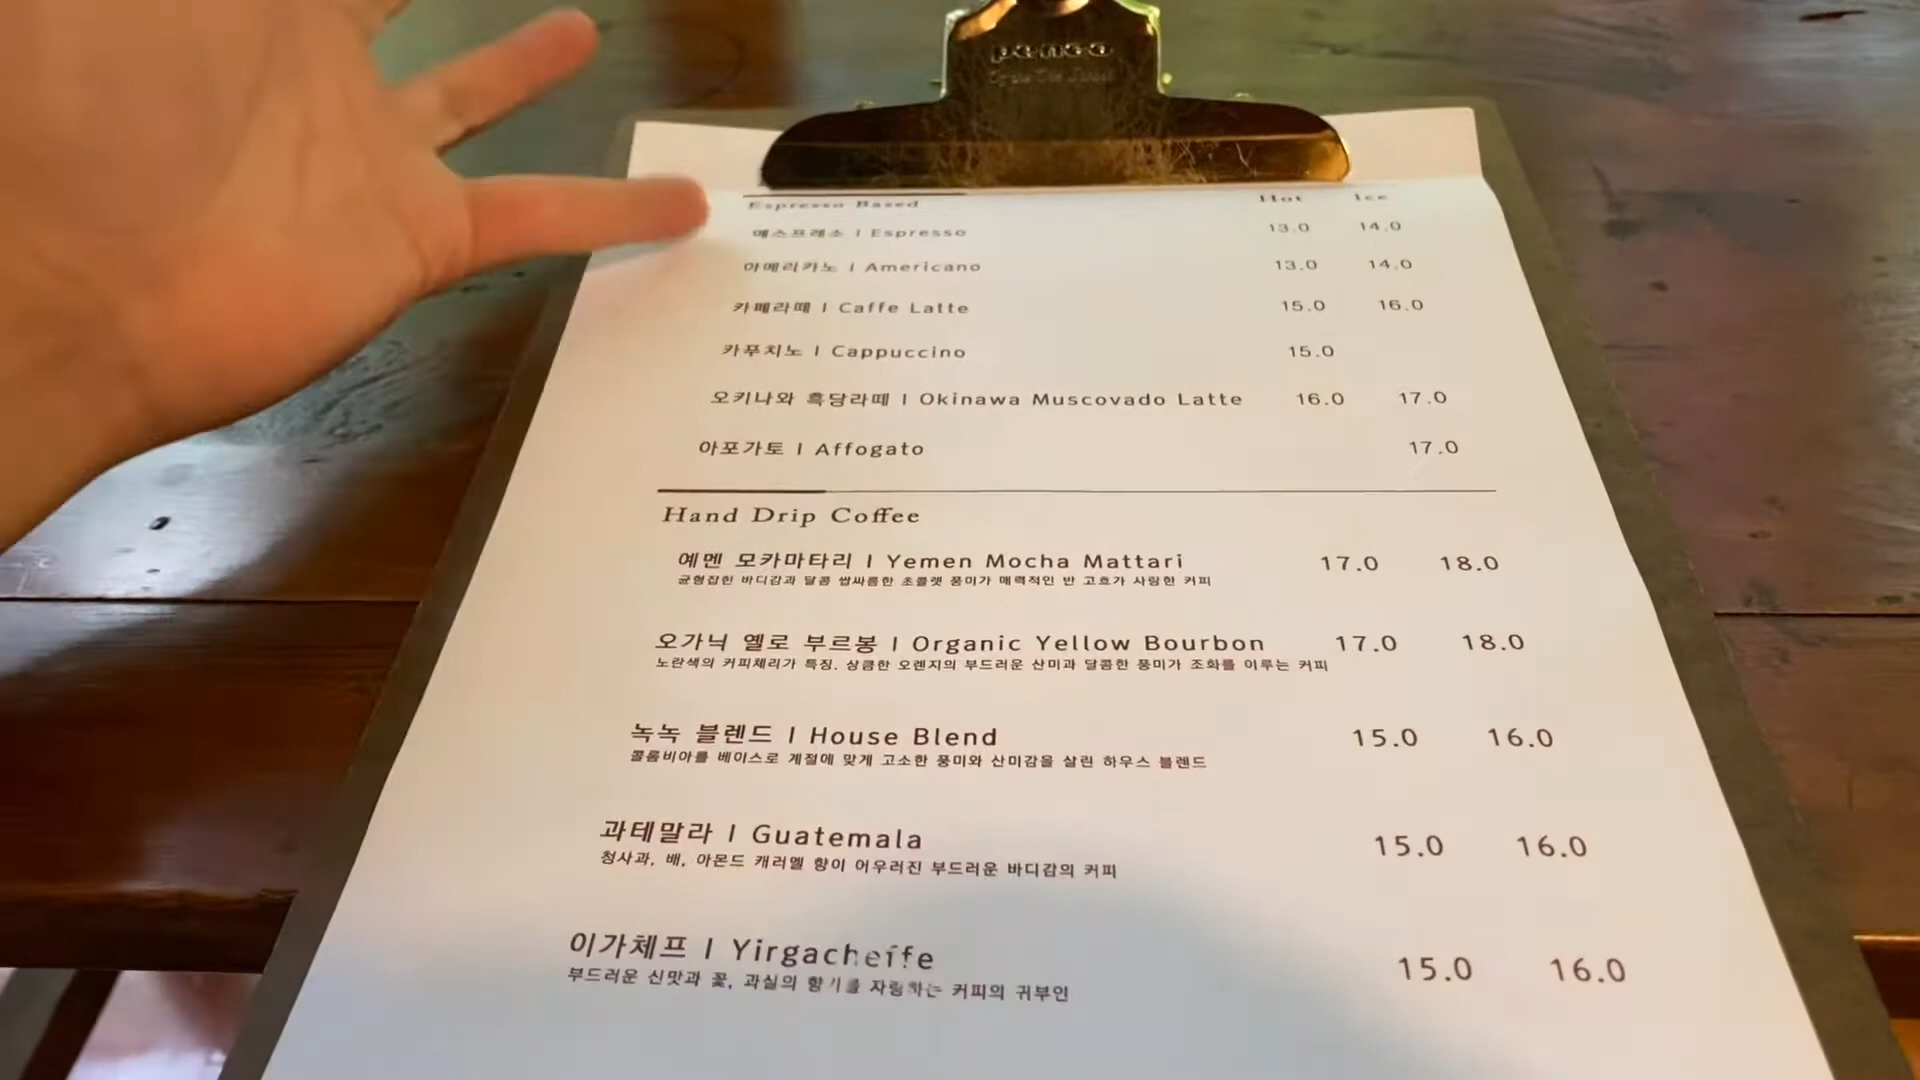 penco
Espresso Based Hot Ice
에스프레소 I Espresso 13.0 14.0
아메리카노 I Americano 13.0 14.0
카페라떼 I Caffe Latte 15.0 16.0
카푸치노 I Cappuccino 15.0
오키나와 흑당라떼 I Okinawa Muscovado Latte 16.0 17.0
아포가토 I Affogato 17.0
Hand Drip Coffee
예멘 모카마타리 I Yemen Mocha Mattari 17.0 18.0
균형잡힌 바디감과 달콤 쌉싸름한 초콜렛 풍미가 매력적인 반 고흐가 사랑한 커피
오가닉 옐로 부르봉 I Organic Yellow Bourbon 17.0 18.0
노란색의 커피체리가 특징. 상큼한 오렌지의 부드러운 산미과 달콤한 풍미가 조화를 이루는 커피
녹녹 블렌드 I House Blend 15.0 16.0
콜롬비아를 베이스로 계절에 맞게 고소한 풍미와 산미감을 살린 하우스 블렌드
과테말라 I Guatemala 15.0 16.0
청사과, 배, 아몬드 캐러멜 향이 어우러진 부드러운 바디감의 커피
이가체프 I Yirgacheffe 15.0 16.0
부드러운 신맛과 꽃, 과실의 향기를 자랑하는 커피의 귀부인